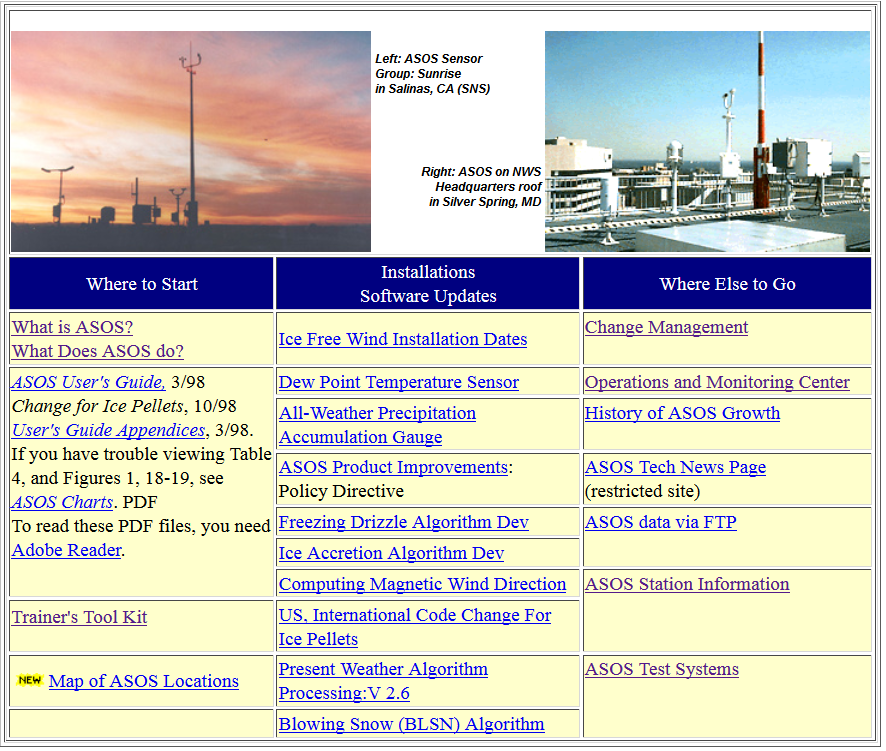 Left: ASOS Sensor
Group: Sunrise
in Salinas, CA (SNS)
Right: ASOS on NWS
Headquarters roof
in Silver Spring, MD
Where to Start
Installations
Software Updates
Where Else to Go
What is ASOS?
What Does ASOS do?
Ice Free Wind Installation Dates
Change Management
ASOS User's Guide, 3/98
Change for Ice Pellets, 10/98
User's Guide Appendices, 3/98.
If you have trouble viewing Table
4, and Figures 1, 18-19, see
ASOS Charts. PDF
To read these PDF files, you need
Adobe Reader.
Dew Point Temperature Sensor
Operations and Monitoring Center
All-Weather Precipitation
Accumulation Gauge
History of ASOS Growth
ASOS Product Improvements:
Policy Directive
ASOS Tech News Page
(restricted site)
Freezing Drizzle Algorithm Dev
ASOS data via FTP
Ice Accretion Algorithm Dev
Computing Magnetic Wind Direction
ASOS Station Information
Trainer's Tool Kit
US, International Code Change For
Ice Pellets
NEW Map of ASOS Locations
Present Weather Algorithm
Processing:V 2.6
ASOS Test Systems
Blowing Snow (BLSN) Algorithm